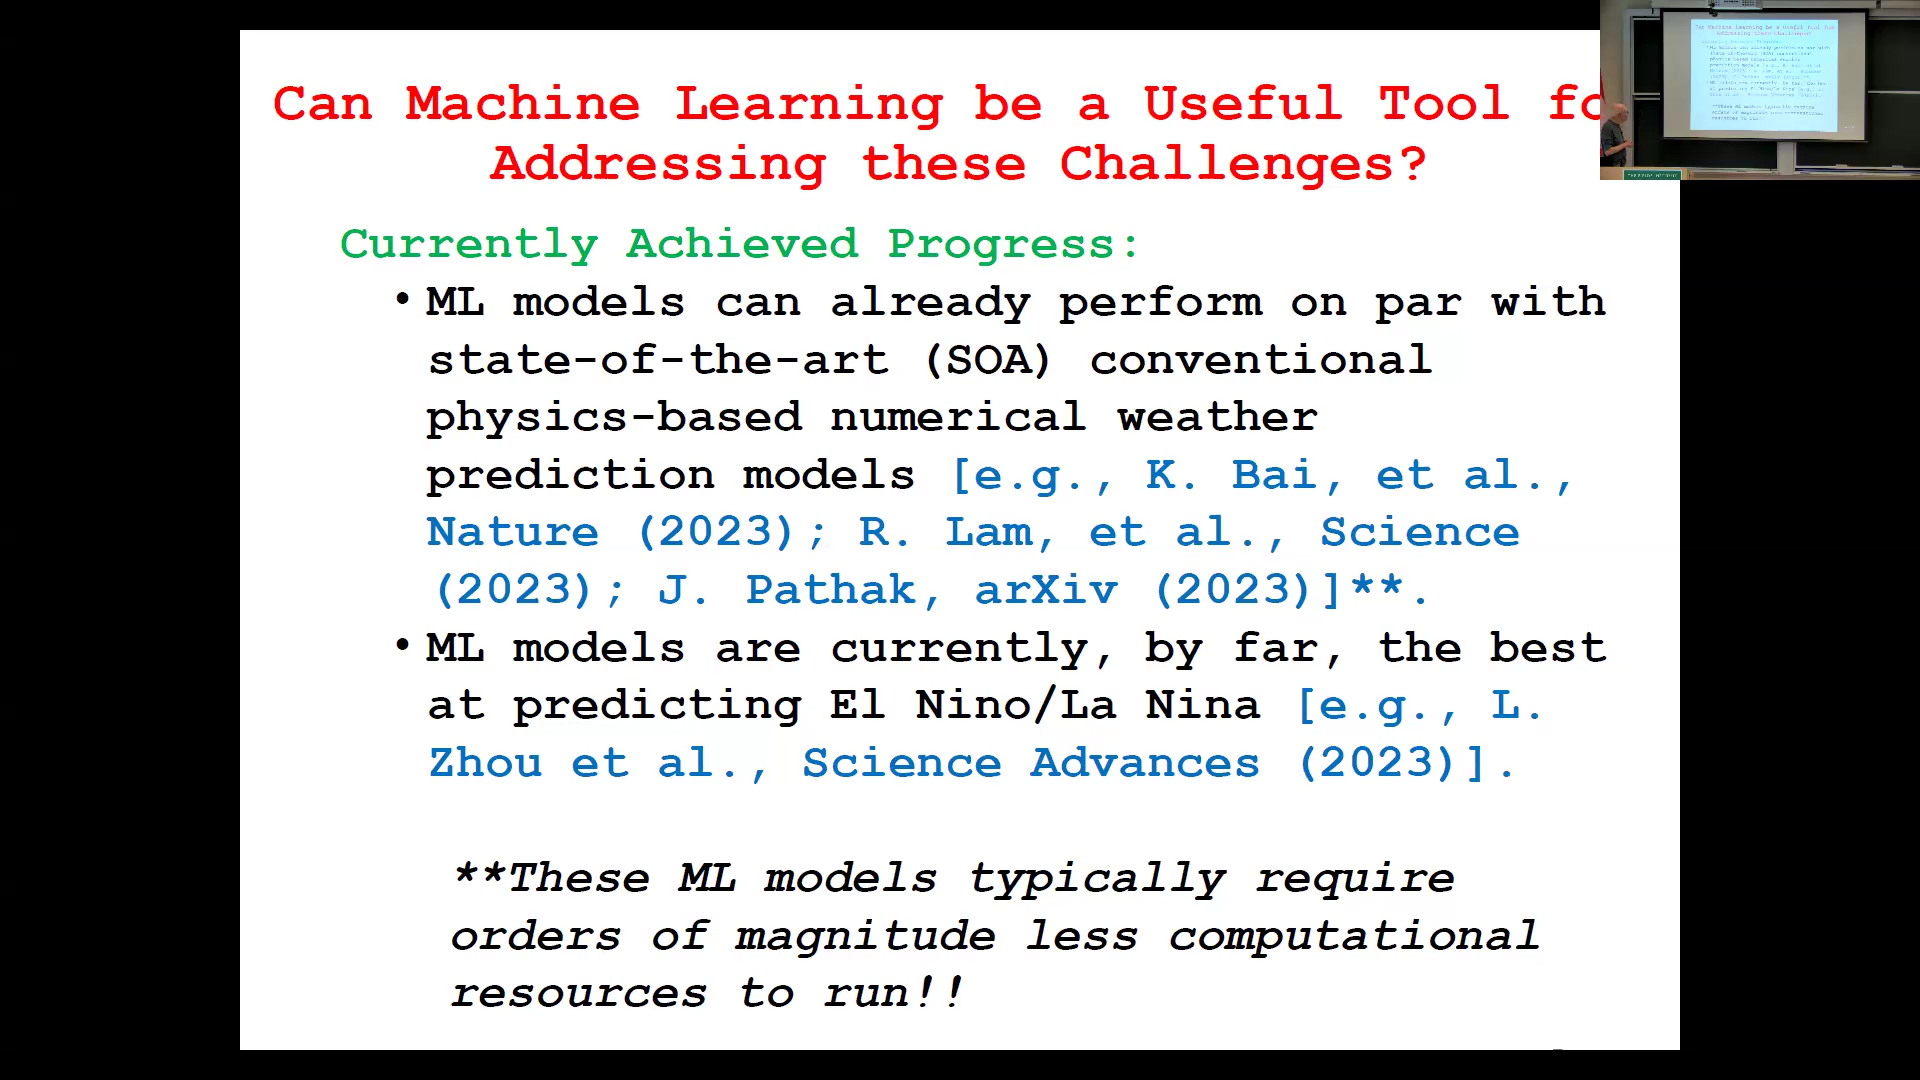 Can Machine Learning be a Useful Tool fo
Addressing these Challenges?
Currently Achieved Progress:
• ML models can already perform on par with
state-of-the-art (SOA) conventional
physics-based numerical weather
prediction models [e.g., K. Bai, et al.,
Nature (2023); R. Lam, et al., Science
(2023); J. Pathak, arXiv (2023)]**.
• ML models are currently, by far, the best
at predicting El Nino/La Nina [e.g., L.
Zhou et al., Science Advances (2023)].
**These ML models typically require
orders of magnitude less computational
resources to run!!